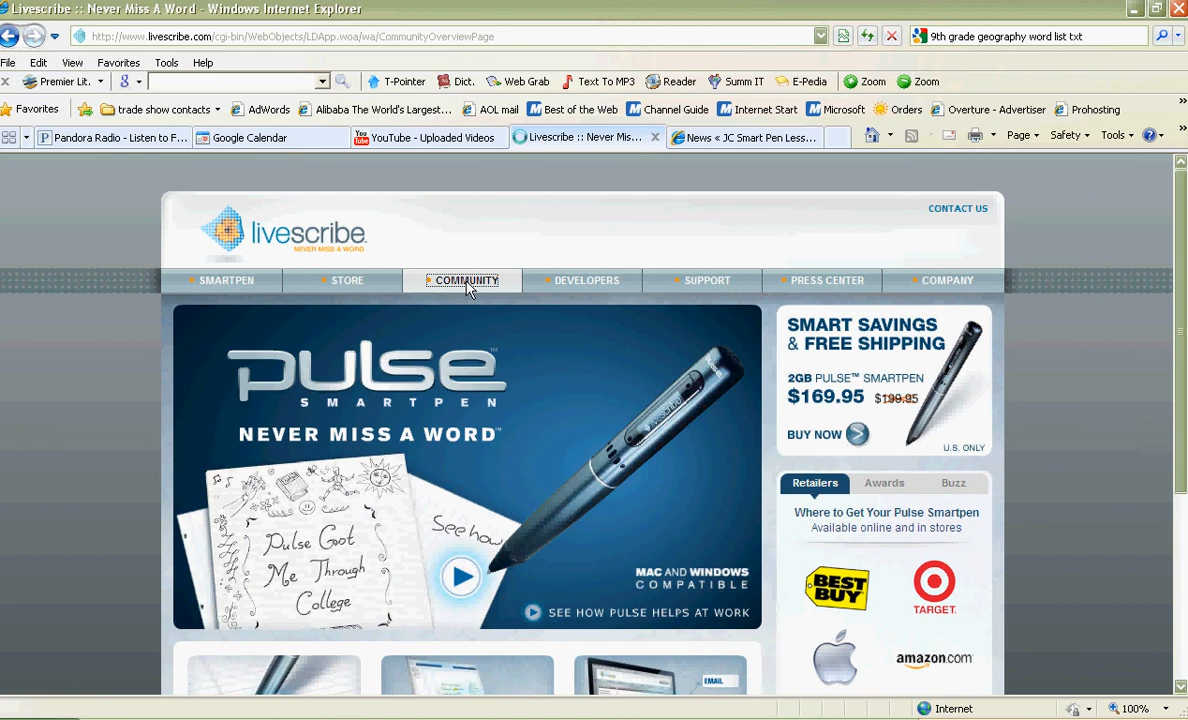 Livescribe :: Never Miss A Word - Windows Internet Explorer
http://www.livescribe.com/cgi-bin/WebObjects/LDApp.woa/wa/CommunityOverviewPage
9th grade geography word list txt
File Edit View Favorites Tools Help
x Premier Lit. T-Pointer Dict. Web Grab Text To MP3 Reader Summ IT E-Pedia Zoom Zoom
Favorites trade show contacts AdWords Alibaba The World's Largest... AOL mail Best of the Web Channel Guide Internet Start Microsoft Orders Overture - Advertiser Prohosting
Pandora Radio - Listen to F... Google Calendar YouTube - Uploaded Videos Livescribe :: Never Mis... News « JC Smart Pen Less... Page Safety Tools
CONTACT US
livescribe
NEVER MISS A WORD
SMARTPEN STORE COMMUNITY DEVELOPERS SUPPORT PRESS CENTER COMPANY
pulse™
SMARTPEN
NEVER MISS A WORD™
livescribe
Pulse Got
Me Through
College
See how
MAC AND WINDOWS
COMPATIBLE
SEE HOW PULSE HELPS AT WORK
SMART SAVINGS
& FREE SHIPPING
2GB PULSE™ SMARTPEN
$169.95 $199.95
BUY NOW
U.S. ONLY
Retailers Awards Buzz
Where to Get Your Pulse Smartpen
Available online and in stores
BEST BUY
TARGET.
amazon.com
EMAIL
Internet 100%